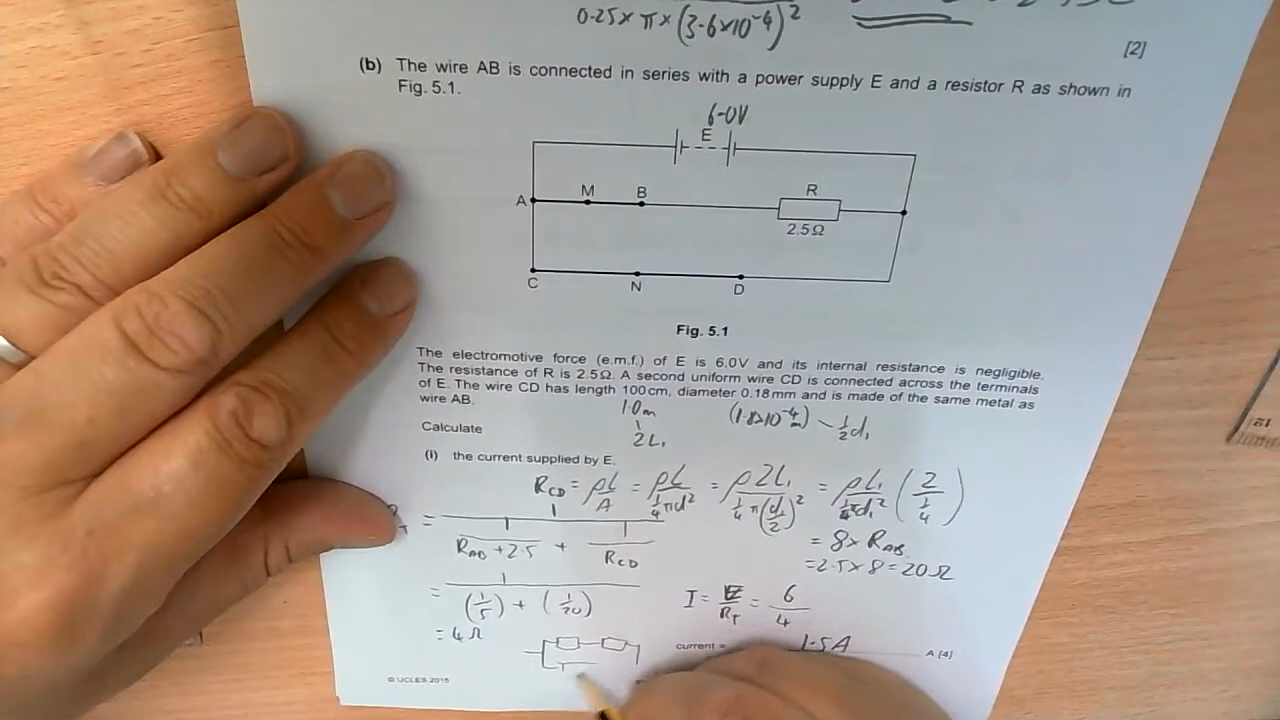 0.25 × π × (3.6×10⁻⁴)²
[2]
(b) The wire AB is connected in series with a power supply E and a resistor R as shown in
Fig. 5.1.
6.0V
E
A M B R
2.5Ω
C N D
Fig. 5.1
The electromotive force (e.m.f.) of E is 6.0V and its internal resistance is negligible.
The resistance of R is 2.5Ω. A second uniform wire CD is connected across the terminals
of E. The wire CD has length 100cm, diameter 0.18mm and is made of the same metal as
wire AB.
1.0m (1.8×10⁻⁴m) ~ ½d₁
2L₁
Calculate
(i) the current supplied by E,
R_CD = ρL/A = ρL/(¼πd²) = ρ2L₁/(¼π(d₁/2)²) = ρL₁/(¼πd₁²) (2/¼)
= 8 × R_AB
= 2.5 × 8 = 20Ω
= 1/(1/(R_AB + 2.5) + 1/R_CD)
= 1/((1/5) + (1/20))
= 4Ω
I = E/R_T = 6/4
current = 1.5A A [4]
© UCLES 2015